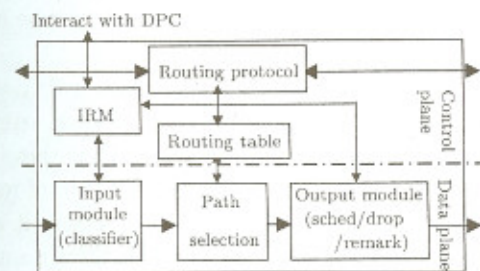 Interact with DPC
Routing protocol
IRM
Routing table
Control
plane
Input
module
(classifier)
Path
selection
Output module
(sched/drop
/remark)
Data plane